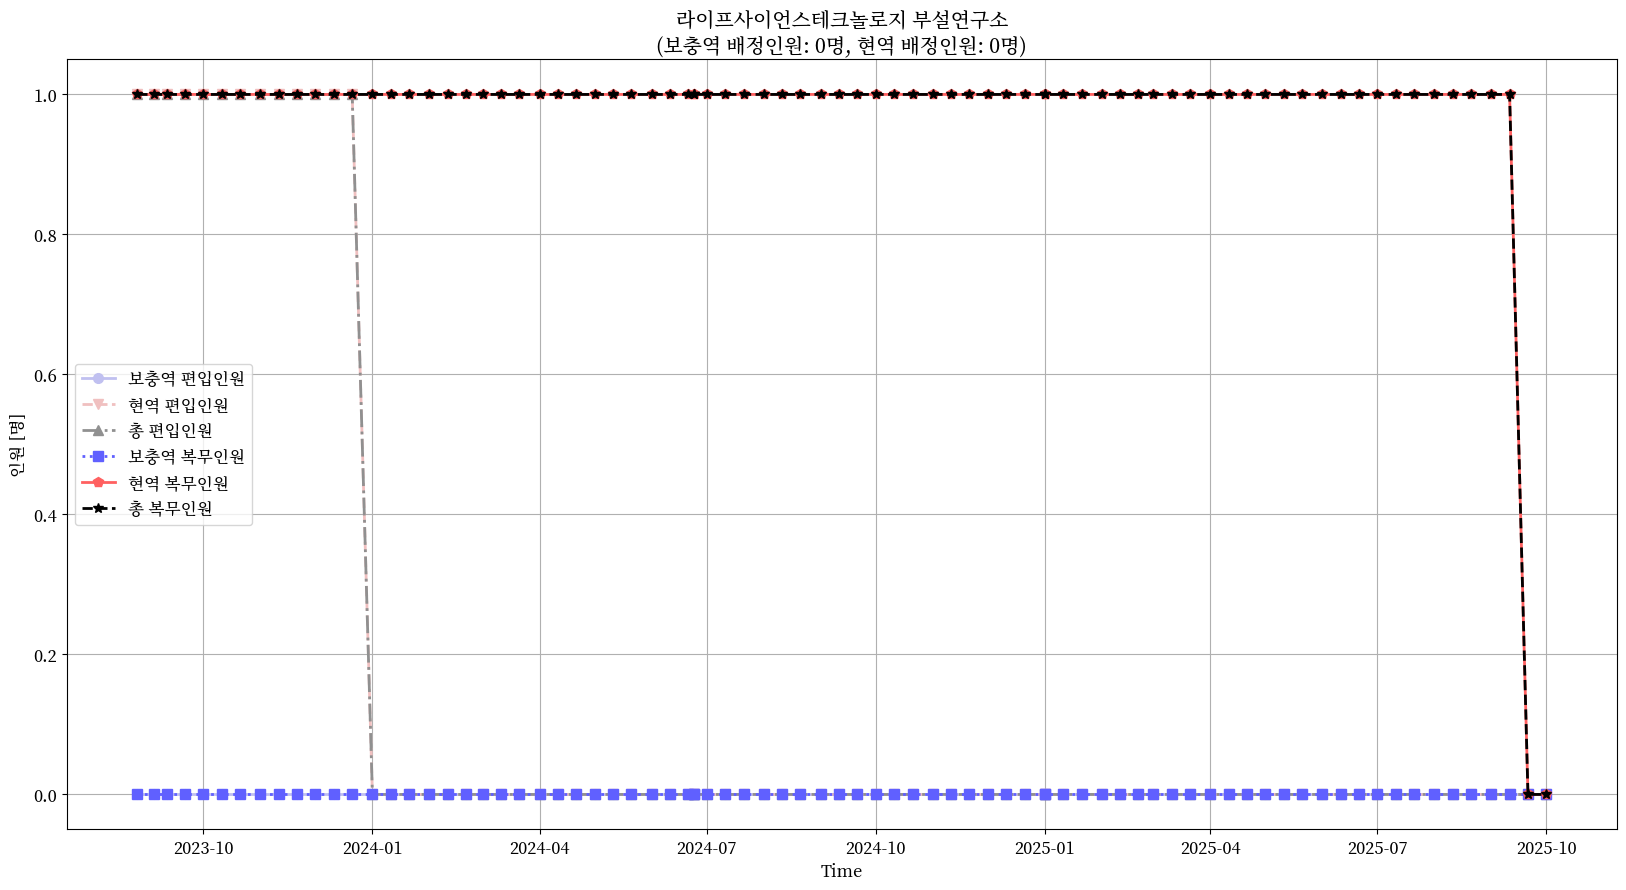 라이프사이언스테크놀로지 부설연구소
(보충역 배정인원: 0명, 현역 배정인원: 0명)
1.0
0.8
0.6
0.4
0.2
0.0
인원 [명]
보충역 편입인원
현역 편입인원
총 편입인원
보충역 복무인원
현역 복무인원
총 복무인원
2023-10
2024-01
2024-04
2024-07
2024-10
2025-01
2025-04
2025-07
2025-10
Time